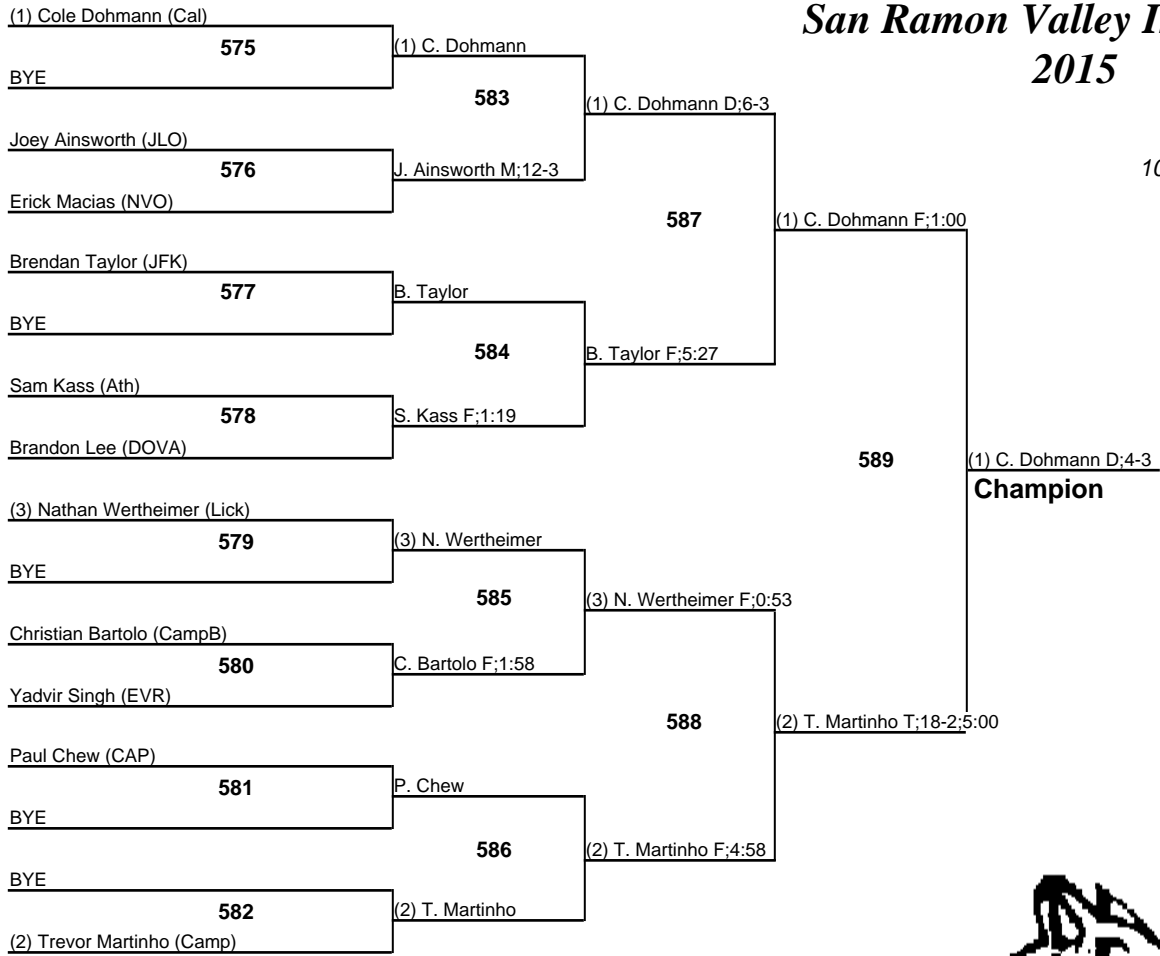 San Ramon Valley
2015
10
(1) Cole Dohmann (Cal)
575
BYE
(1) C. Dohmann
583
Joey Ainsworth (JLO)
576
Erick Macias (NVO)
J. Ainsworth M;12-3
(1) C. Dohmann D;6-3
587
Brendan Taylor (JFK)
577
BYE
B. Taylor
584
Sam Kass (Ath)
578
Brandon Lee (DOVA)
S. Kass F;1:19
B. Taylor F;5:27
(1) C. Dohmann F;1:00
589
(1) C. Dohmann D;4-3
Champion
(3) Nathan Wertheimer (Lick)
579
BYE
(3) N. Wertheimer
585
Christian Bartolo (CampB)
580
Yadvir Singh (EVR)
C. Bartolo F;1:58
(3) N. Wertheimer F;0:53
588
Paul Chew (CAP)
581
BYE
P. Chew
586
BYE
582
(2) Trevor Martinho (Camp)
(2) T. Martinho
(2) T. Martinho F;4:58
(2) T. Martinho T;18-2;5:00